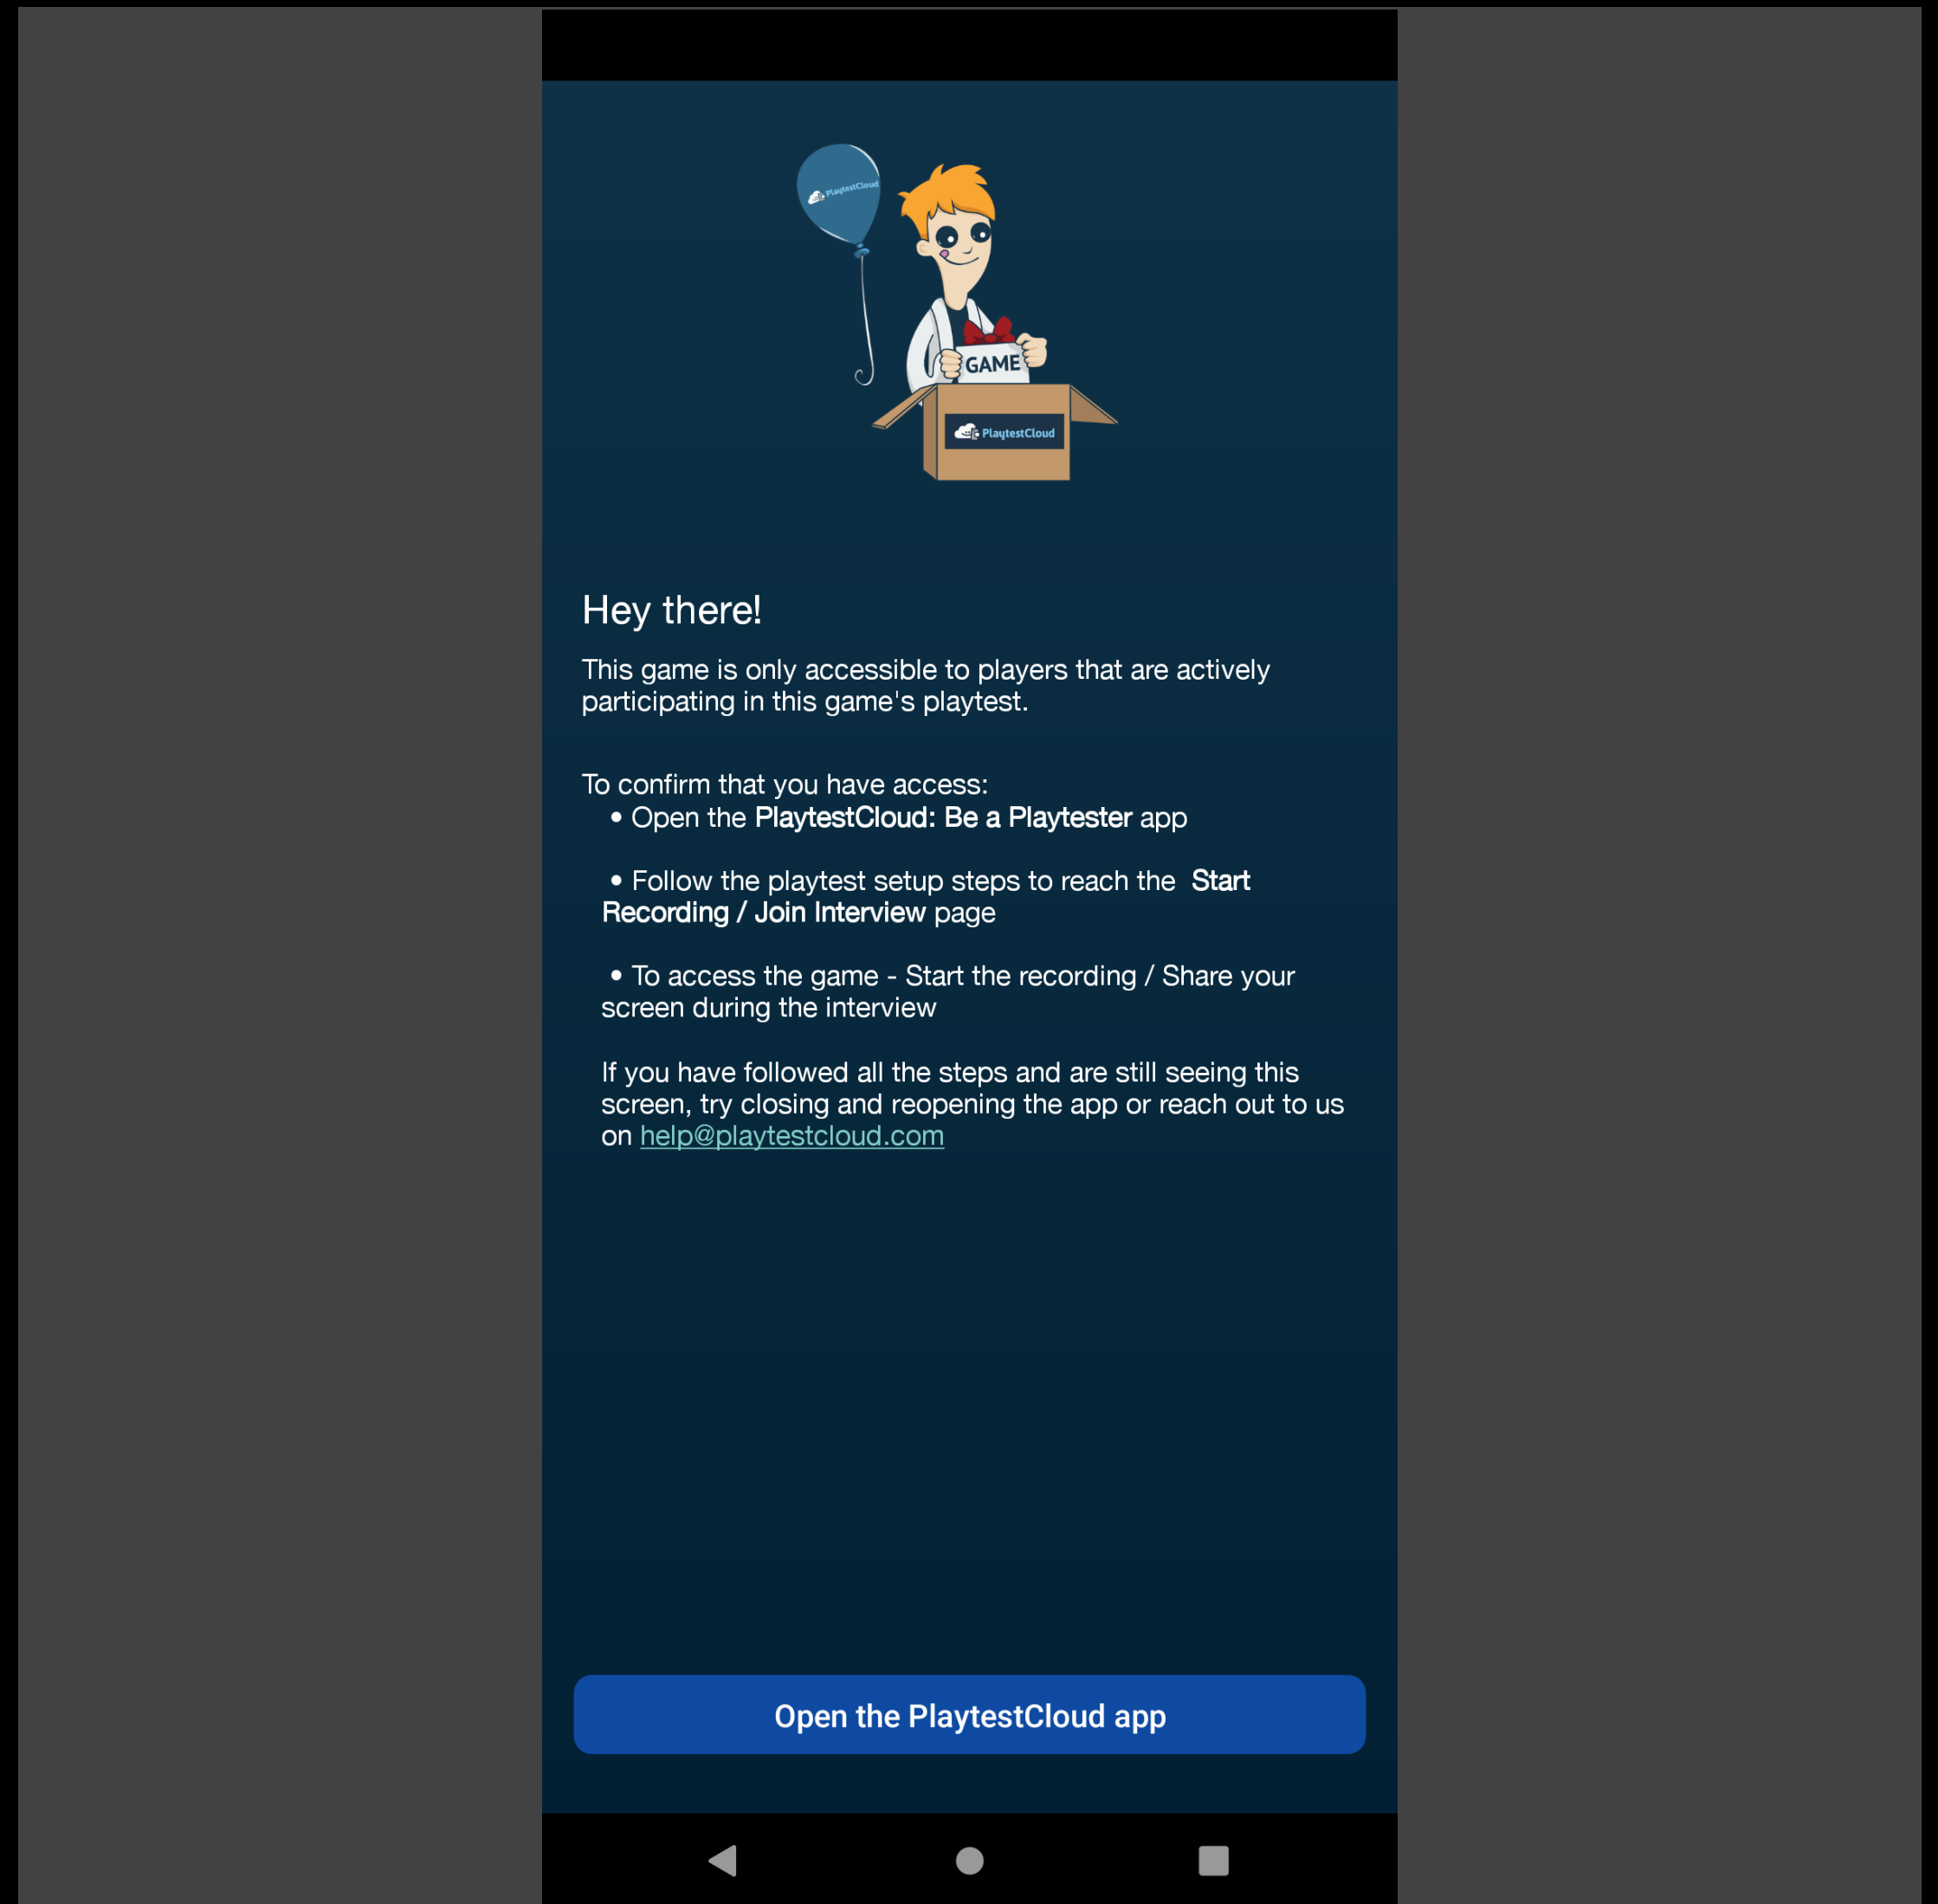 PlaytestCloud
GAME
PlaytestCloud
Hey there!
This game is only accessible to players that are actively
participating in this game's playtest.
To confirm that you have access:
• Open the PlaytestCloud: Be a Playtester app
• Follow the playtest setup steps to reach the Start
Recording / Join Interview page
• To access the game - Start the recording / Share your
screen during the interview
If you have followed all the steps and are still seeing this
screen, try closing and reopening the app or reach out to us
on help@playtestcloud.com
Open the PlaytestCloud app